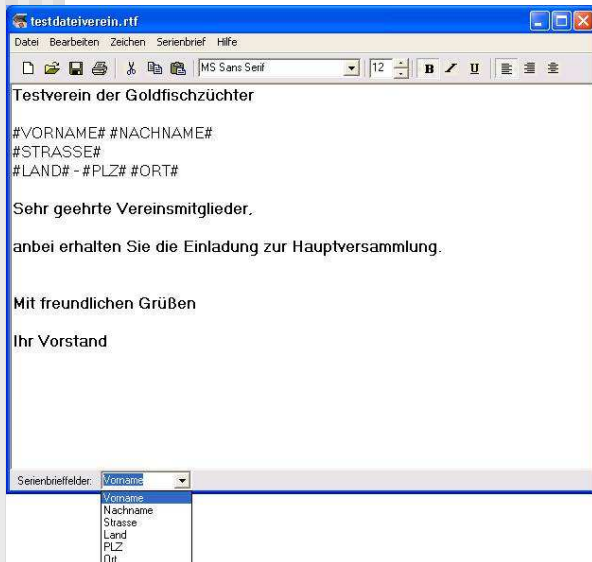 testdateiverein.rtf
Datei Bearbeiten Zeichen Serienbrief Hilfe
MS Sans Serif 12 B I U
Testverein der Goldfischzüchter
#VORNAME# #NACHNAME#
#STRASSE#
#LAND# - #PLZ# #ORT#
Sehr geehrte Vereinsmitglieder,
anbei erhalten Sie die Einladung zur Hauptversammlung.
Mit freundlichen Grüßen
Ihr Vorstand
Serienbrieffelder: Vorname
Vorname
Nachname
Strasse
Land
PLZ
Ort